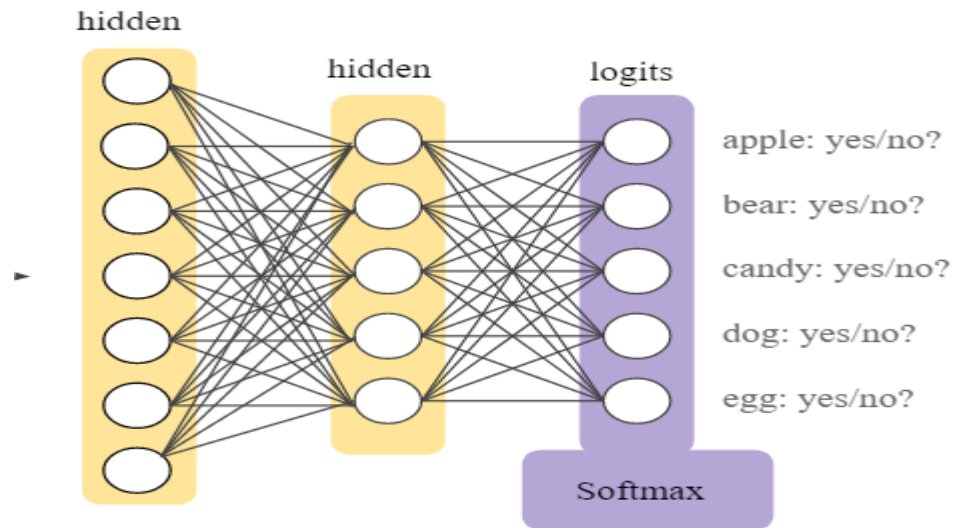 hidden
hidden
logits
apple: yes/no?
bear: yes/no?
candy: yes/no?
dog: yes/no?
egg: yes/no?
Softmax